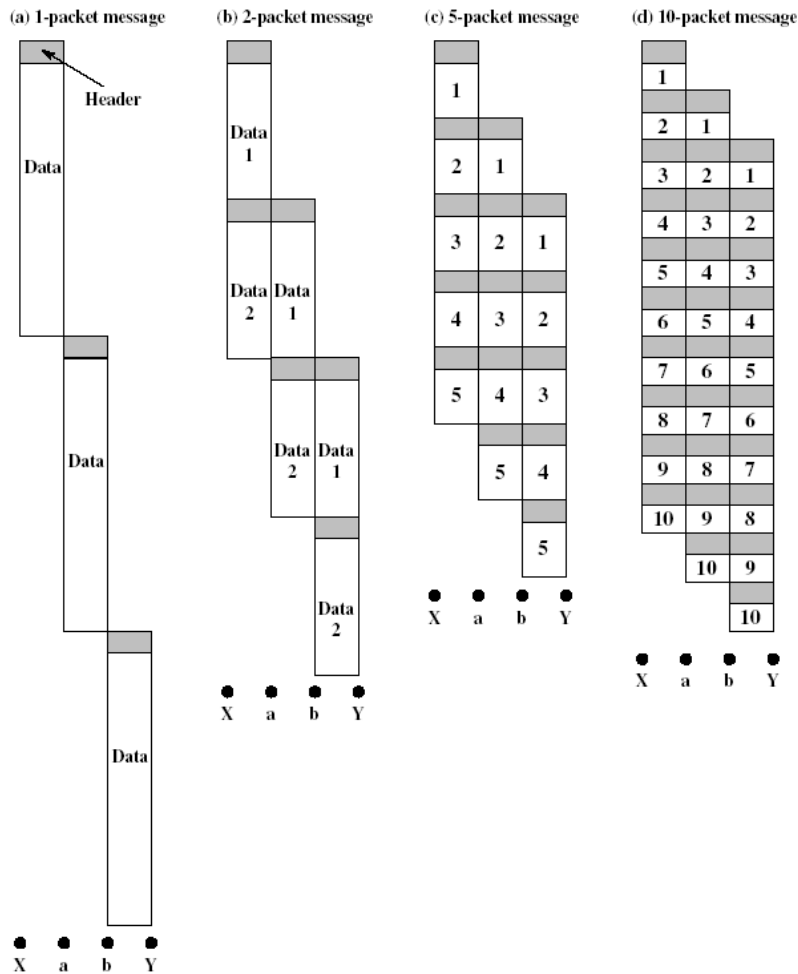 (a) 1-packet message
Header
Data
Data
Data
X a b Y
(b) 2-packet message
Data
1
Data Data
2 1
Data Data
2 1
Data
2
X a b Y
(c) 5-packet message
1
2 1
3 2 1
4 3 2
5 4 3
5 4
5
X a b Y
(d) 10-packet message
1
2 1
3 2 1
4 3 2
5 4 3
6 5 4
7 6 5
8 7 6
9 8 7
10 9 8
10 9
10
X a b Y